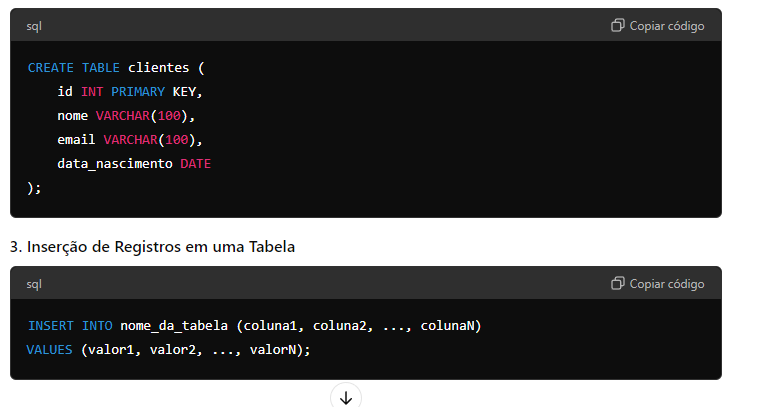 sql
Copiar código
CREATE TABLE clientes (
    id INT PRIMARY KEY,
    nome VARCHAR(100),
    email VARCHAR(100),
    data_nascimento DATE
);
3. Inserção de Registros em uma Tabela
sql
Copiar código
INSERT INTO nome_da_tabela (coluna1, coluna2, ..., colunaN)
VALUES (valor1, valor2, ..., valorN);